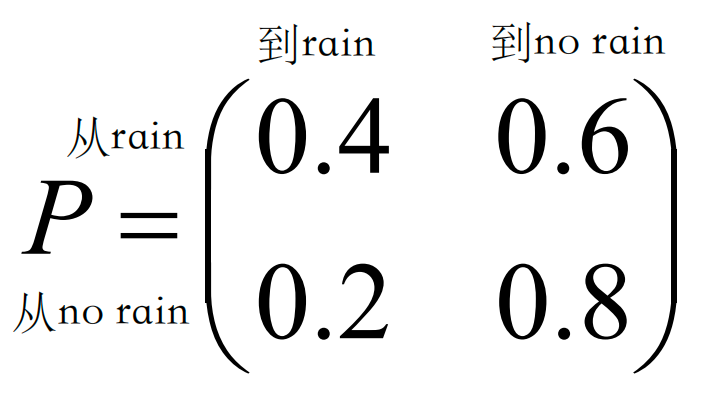 到rain 到no rain
从rain
0.4 0.6
P =
从no rain
0.2 0.8